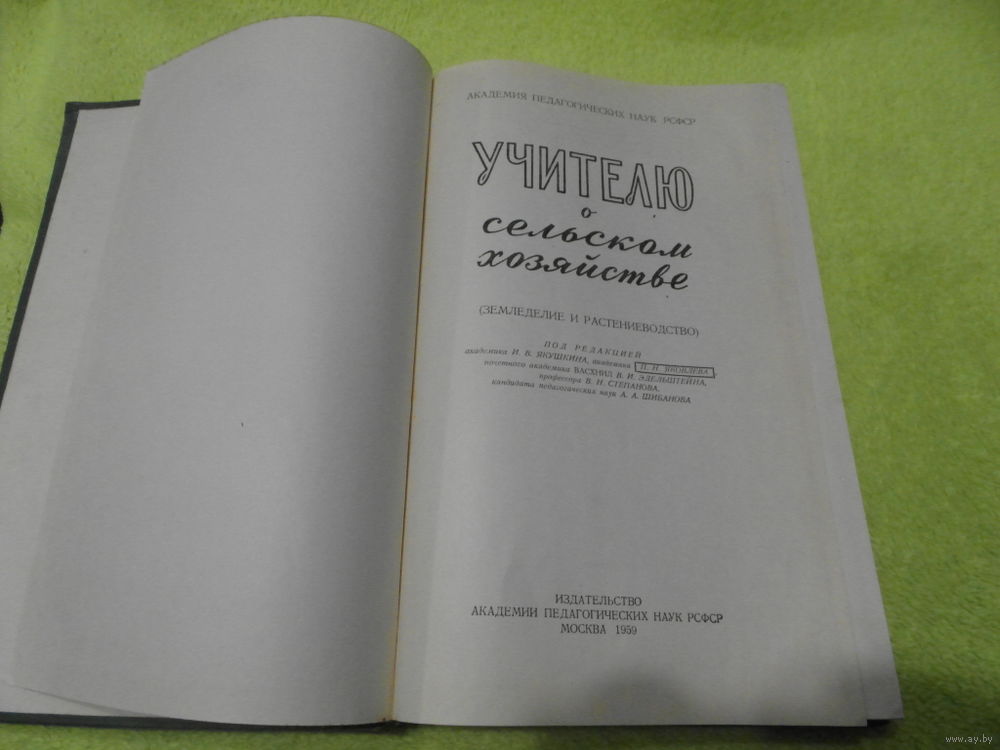 АКАДЕМИЯ ПЕДАГОГИЧЕСКИХ НАУК РСФСР
УЧИТЕЛЮ
о
сельском
хозяйстве
(ЗЕМЛЕДЕЛИЕ И РАСТЕНИЕВОДСТВО)
ПОД РЕДАКЦИЕЙ
академика И. В. ЯКУШКИНА, академика П. Н. ЯКОВЛЕВА,
почетного академика ВАСХНИЛ В. И. ЭДЕЛЬШТЕЙНА,
профессора В. Н. СТЕПАНОВА,
кандидата педагогических наук А. А. ШИБАНОВА
ИЗДАТЕЛЬСТВО
АКАДЕМИИ ПЕДАГОГИЧЕСКИХ НАУК РСФСР
МОСКВА 1959
www.ay.by